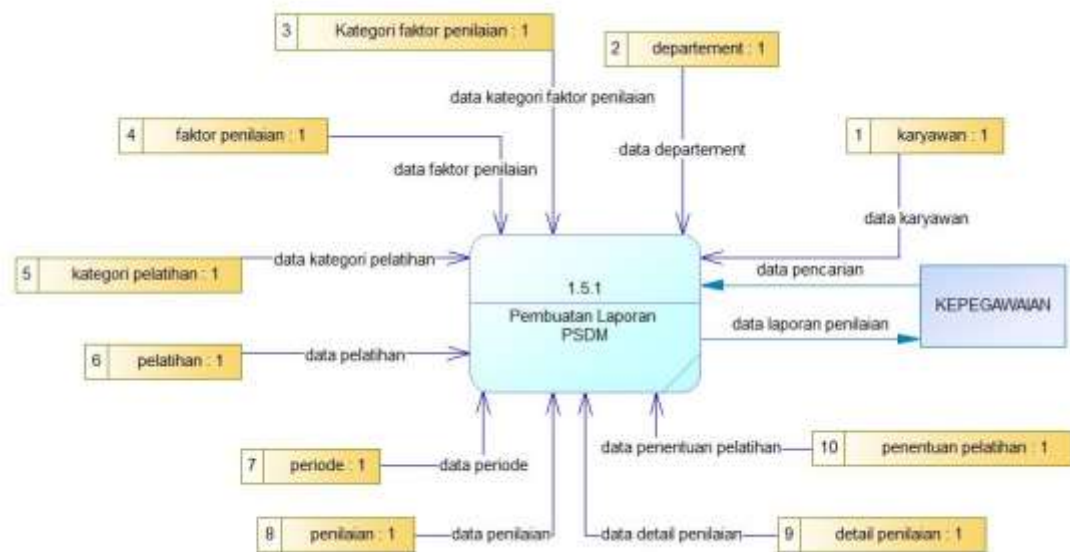 3 Kategori faktor penilaian : 1
2 departement : 1
data kategori faktor penilaian
4 faktor penilaian : 1
1 karyawan : 1
data departement
data faktor penilaian
data karyawan
5 kategori pelatihan : 1
data kategori pelatihan
data pencarian
1.5.1
Pembuatan Laporan
PSDM
KEPEGAWAIAN
data laporan penilaian
6 pelatihan : 1
data pelatihan
data penentuan pelatihan
10 penentuan pelatihan : 1
7 periode : 1
data periode
8 penilaian : 1
data penilaian
data detail penilaian
9 detail penilaian : 1